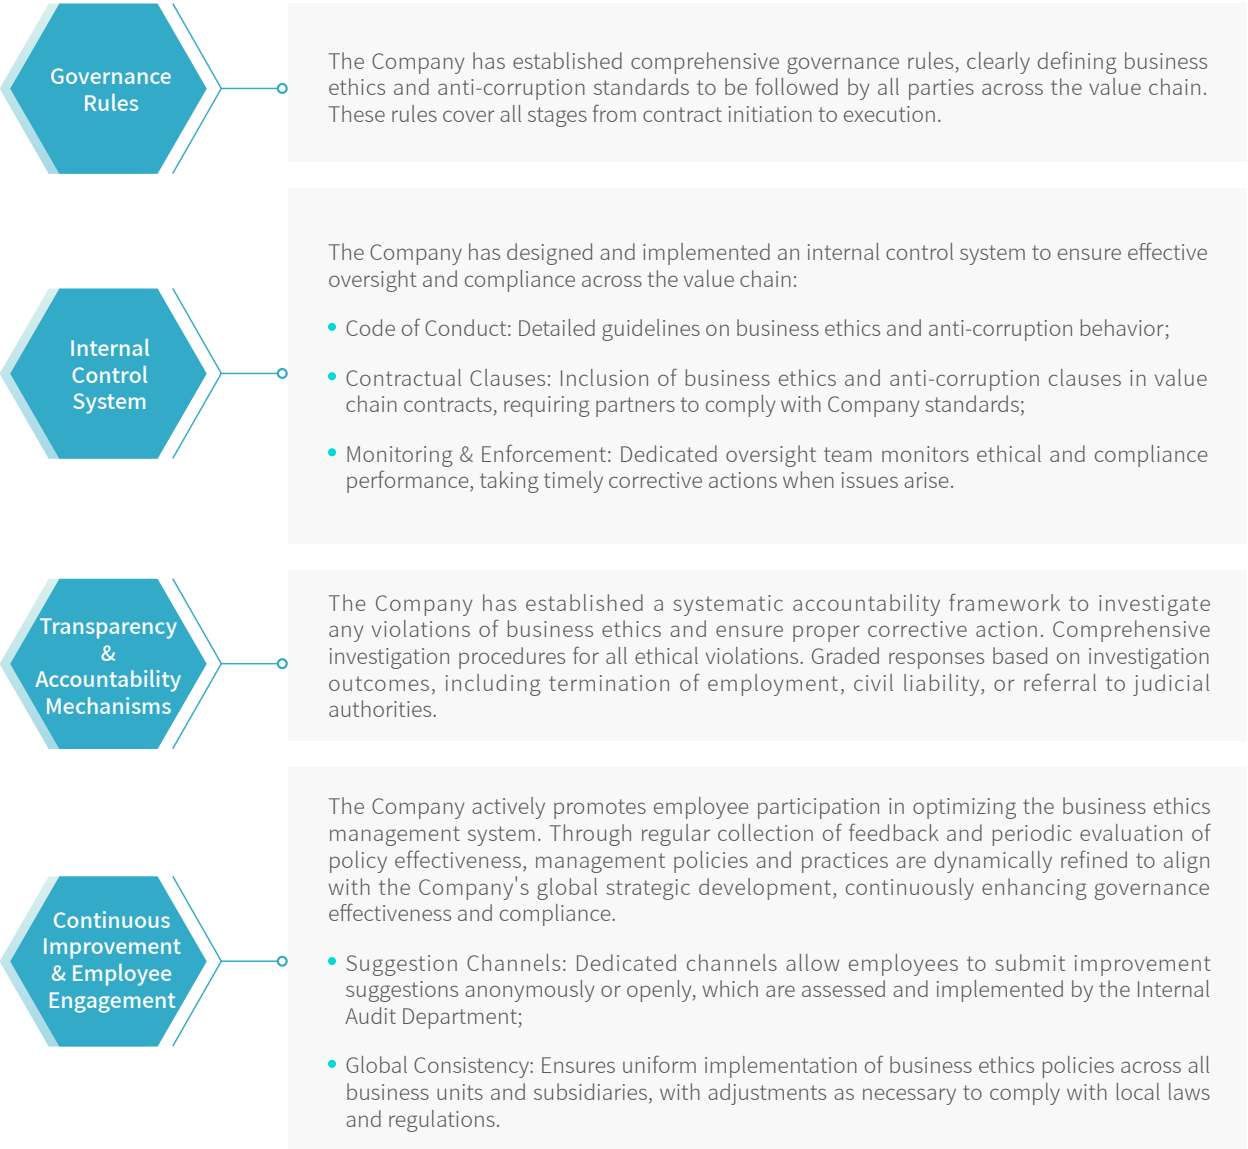 Governance
Rules
The Company has established comprehensive governance rules, clearly defining business
ethics and anti-corruption standards to be followed by all parties across the value chain.
These rules cover all stages from contract initiation to execution.
Internal
Control
System
The Company has designed and implemented an internal control system to ensure effective
oversight and compliance across the value chain:
• Code of Conduct: Detailed guidelines on business ethics and anti-corruption behavior;
• Contractual Clauses: Inclusion of business ethics and anti-corruption clauses in value
chain contracts, requiring partners to comply with Company standards;
• Monitoring & Enforcement: Dedicated oversight team monitors ethical and compliance
performance, taking timely corrective actions when issues arise.
Transparency
&
Accountability
Mechanisms
The Company has established a systematic accountability framework to investigate
any violations of business ethics and ensure proper corrective action. Comprehensive
investigation procedures for all ethical violations. Graded responses based on investigation
outcomes, including termination of employment, civil liability, or referral to judicial
authorities.
Continuous
Improvement
& Employee
Engagement
The Company actively promotes employee participation in optimizing the business ethics
management system. Through regular collection of feedback and periodic evaluation of
policy effectiveness, management policies and practices are dynamically refined to align
with the Company's global strategic development, continuously enhancing governance
effectiveness and compliance.
• Suggestion Channels: Dedicated channels allow employees to submit improvement
suggestions anonymously or openly, which are assessed and implemented by the Internal
Audit Department;
• Global Consistency: Ensures uniform implementation of business ethics policies across all
business units and subsidiaries, with adjustments as necessary to comply with local laws
and regulations.